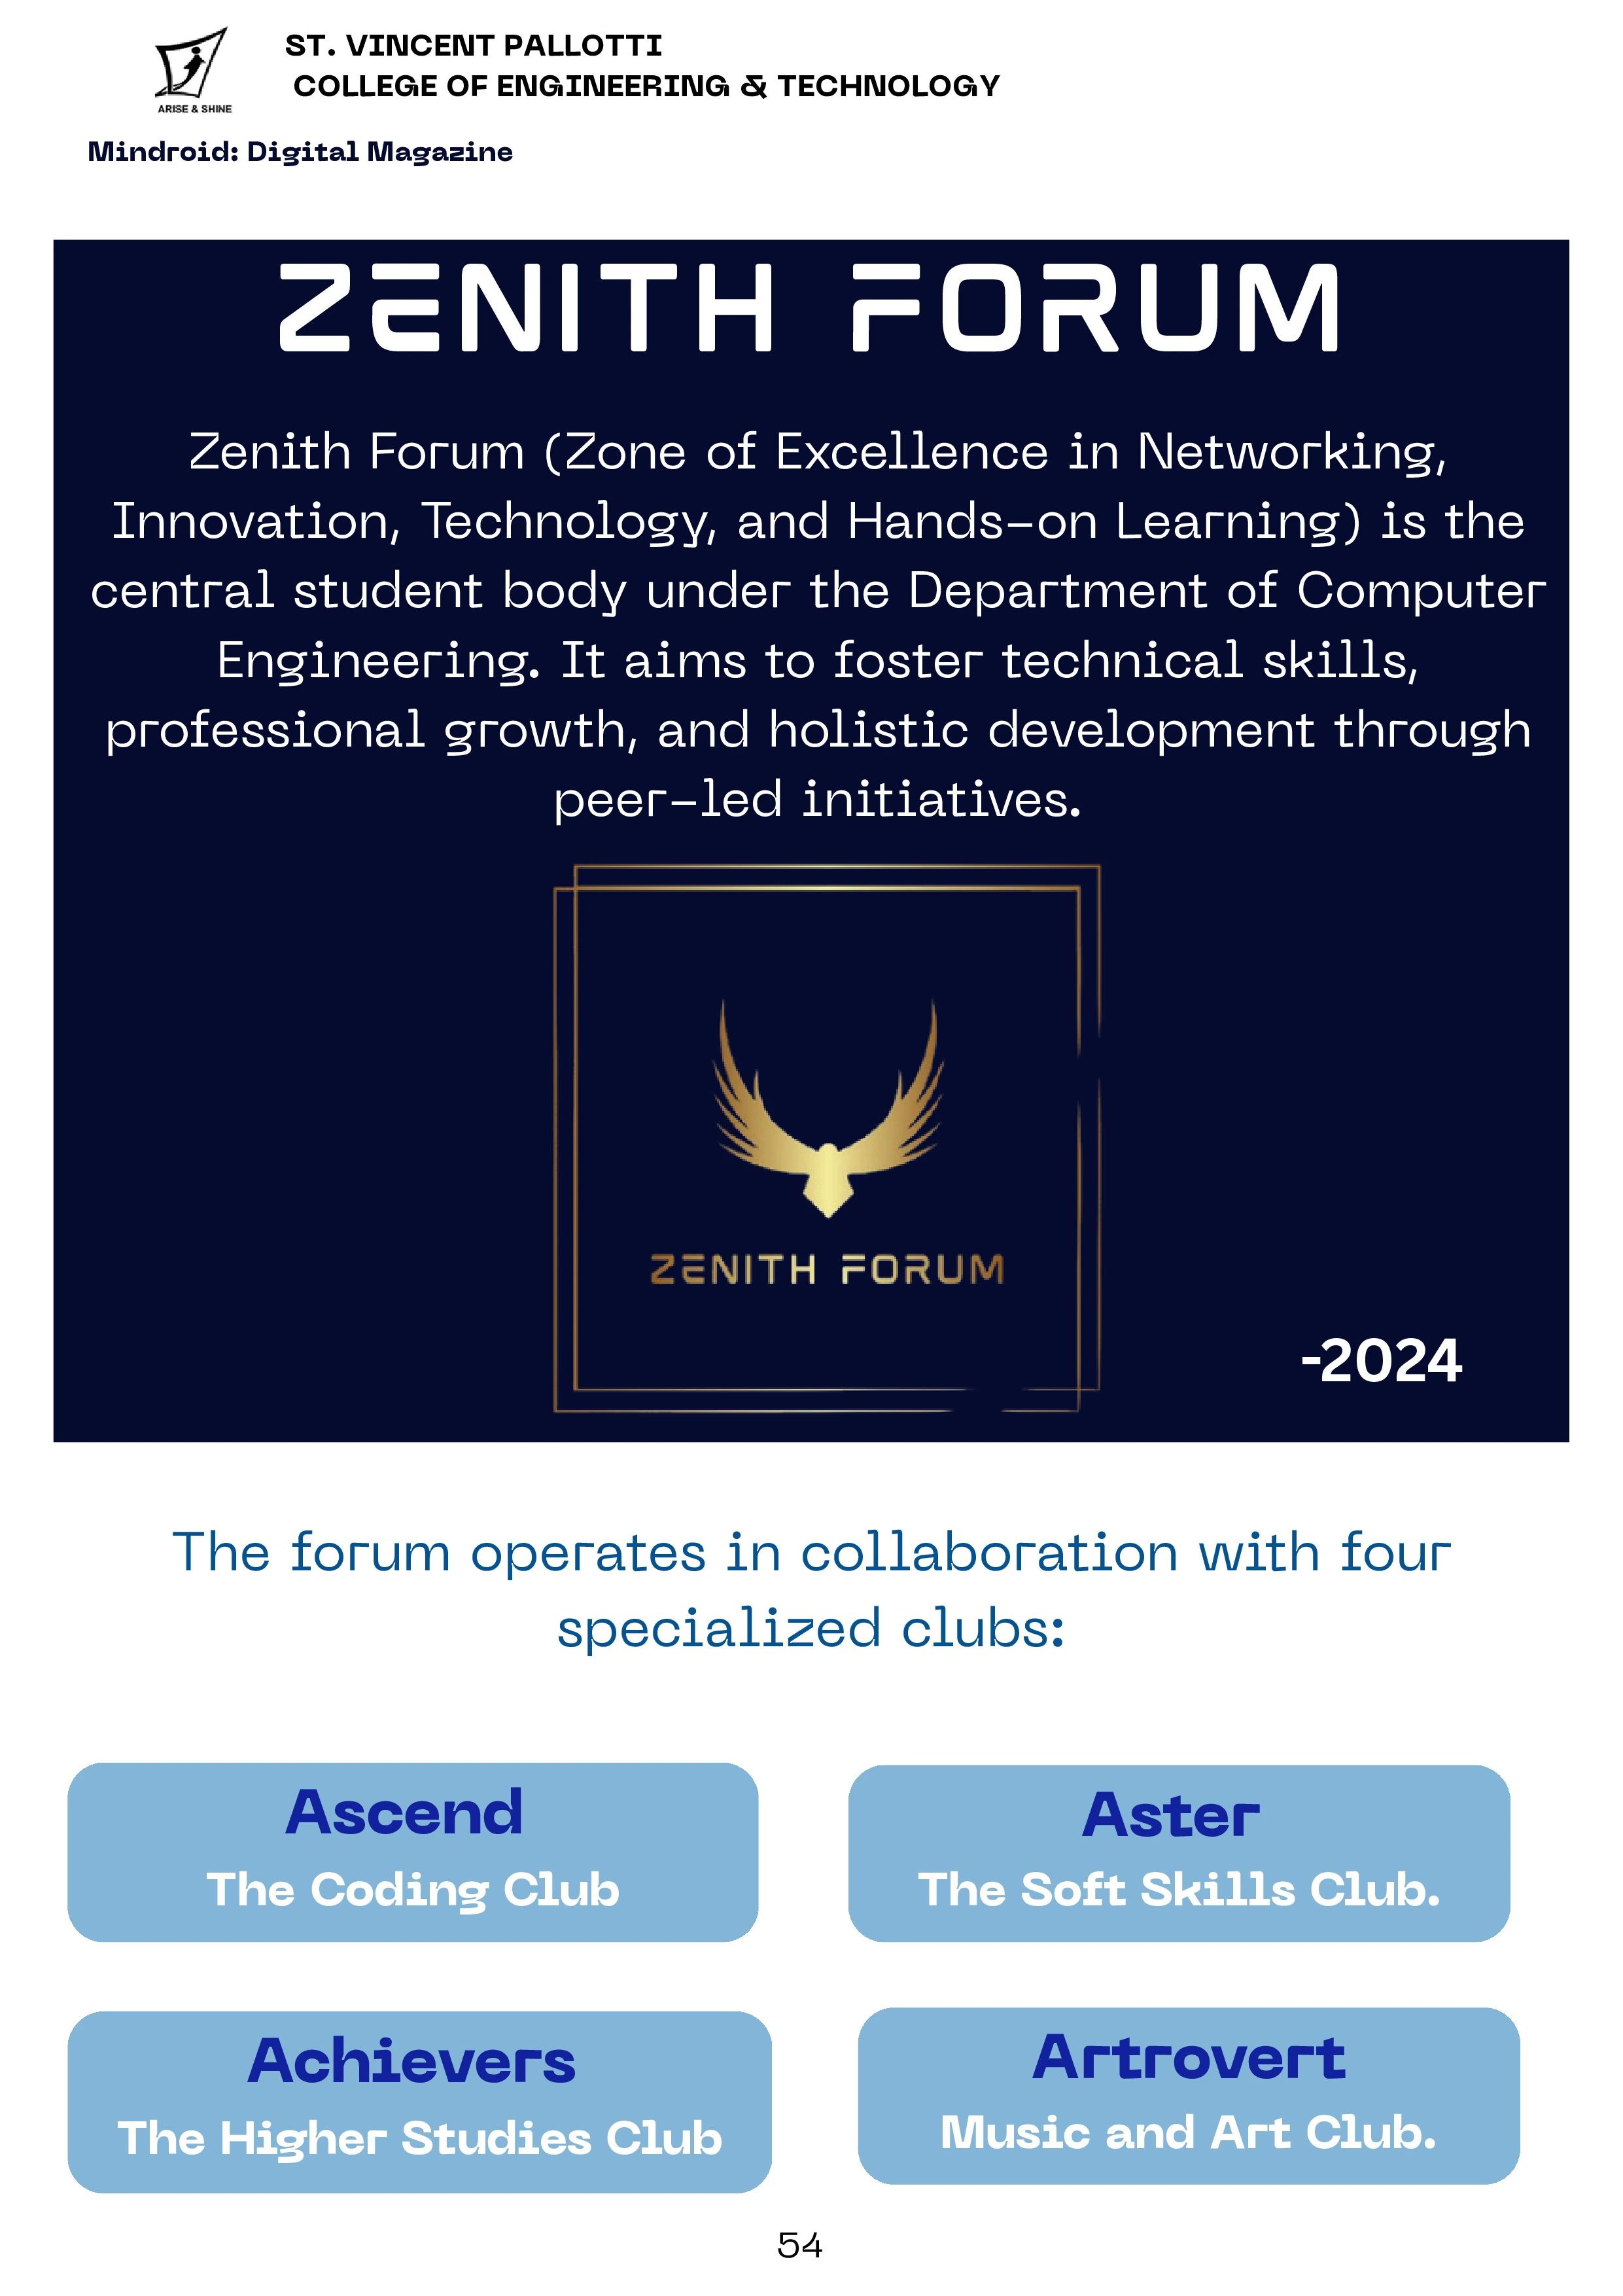 ARISE & SHINE
ST. VINCENT PALLOTTI
COLLEGE OF ENGINEERING & TECHNOLOGY
Mindroid: Digital Magazine
ZENITH FORUM
Zenith Forum (Zone of Excellence in Networking,
Innovation, Technology, and Hands-on Learning) is the
central student body under the Department of Computer
Engineering. It aims to foster technical skills,
professional growth, and holistic development through
peer-led initiatives.
ZENITH FORUM
-2024
The forum operates in collaboration with four
specialized clubs:
Ascend
The Coding Club
Aster
The Soft Skills Club.
Achievers
The Higher Studies Club
Artrovert
Music and Art Club.
54